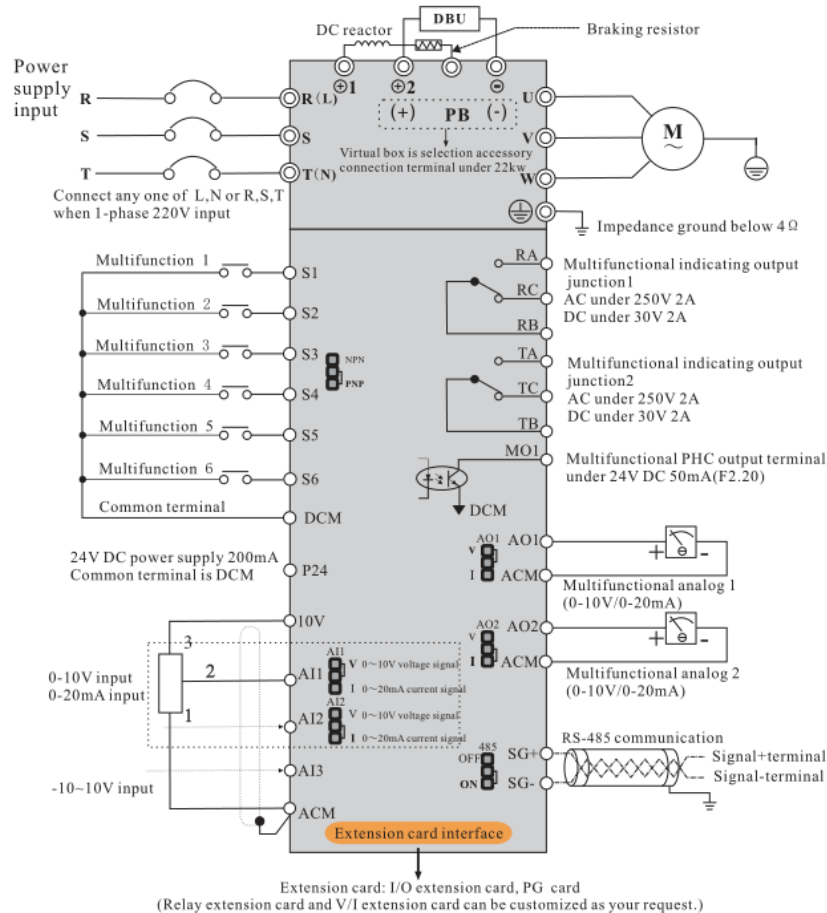 DBU
DC reactor
Braking resistor
Power
supply
input
⊕1
⊕2
⊖
R
R(L)
(+) PB (-)
U
S
S
V
M
~
Virtual box is selection accessory
connection terminal under 22kw
T
T(N)
W
Connect any one of L,N or R,S,T
when 1-phase 220V input
Impedance ground below 4Ω
Multifunction 1
S1
Multifunction 2
S2
Multifunction 3
S3
Multifunction 4
S4
Multifunction 5
S5
Multifunction 6
S6
Common terminal
DCM
NPN
PNP
RA
RC
RB
Multifunctional indicating output
junction1
AC under 250V 2A
DC under 30V 2A
TA
TC
TB
Multifunctional indicating output
junction2
AC under 250V 2A
DC under 30V 2A
MO1
Multifunctional PHC output terminal
under 24V DC 50mA(F2.20)
DCM
24V DC power supply 200mA
Common terminal is DCM
P24
AO1
V
I
AO1
ACM
+ -
Multifunctional analog 1
(0-10V/0-20mA)
AO2
V
I
AO2
ACM
+ -
Multifunctional analog 2
(0-10V/0-20mA)
10V
3
2
1
0-10V input
0-20mA input
AI1
AI1
V 0~10V voltage signal
I 0~20mA current signal
AI2
AI2
V 0~10V voltage signal
I 0~20mA current signal
-10~10V input
AI3
ACM
485
OFF
ON
SG+
SG-
RS-485 communication
Signal+terminal
Signal-terminal
Extension card interface
Extension card: I/O extension card, PG card
(Relay extension card and V/I extension card can be customized as your request.)